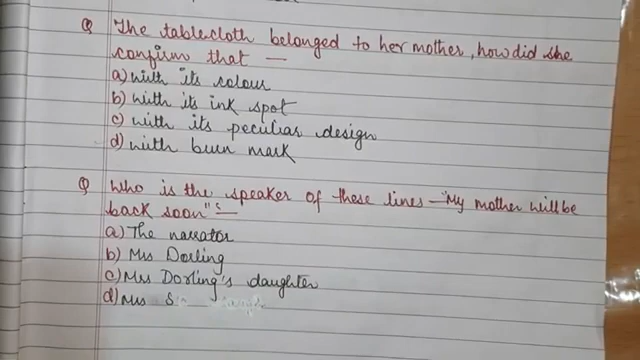 Q The tablecloth belonged to her mother, how did she
confirm that —
a) with its colour
b) with its ink spot
c) with its peculiar design
d) with burn mark
Q Who is the speaker of these lines — "My mother will be
back soon" —
a) The narrator
b) Mrs Dorling
c) Mrs Dorling's daughter
d) Mrs